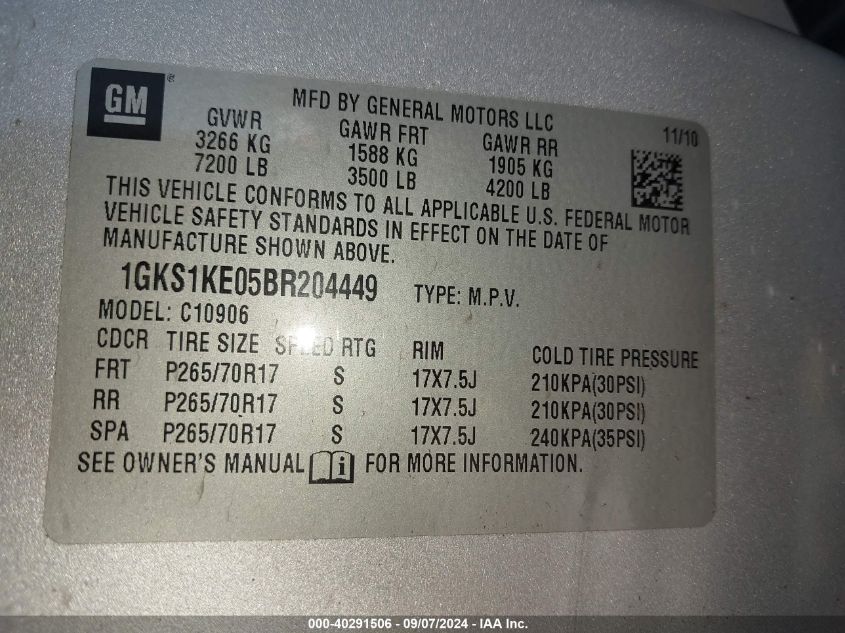 GM®
MFD BY GENERAL MOTORS LLC
11/10
GVWR GAWR FRT GAWR RR
3266 KG 1588 KG 1905 KG
7200 LB 3500 LB 4200 LB
THIS VEHICLE CONFORMS TO ALL APPLICABLE U.S. FEDERAL MOTOR
VEHICLE SAFETY STANDARDS IN EFFECT ON THE DATE OF
MANUFACTURE SHOWN ABOVE.
1GKS1KE05BR204449 TYPE: M.P.V.
MODEL: C10906
CDCR TIRE SIZE SPEED RTG RIM COLD TIRE PRESSURE
FRT P265/70R17 S 17X7.5J 210KPA(30PSI)
RR P265/70R17 S 17X7.5J 210KPA(30PSI)
SPA P265/70R17 S 17X7.5J 240KPA(35PSI)
SEE OWNER'S MANUAL i FOR MORE INFORMATION.
000-40291506 - 09/07/2024 - IAA Inc.